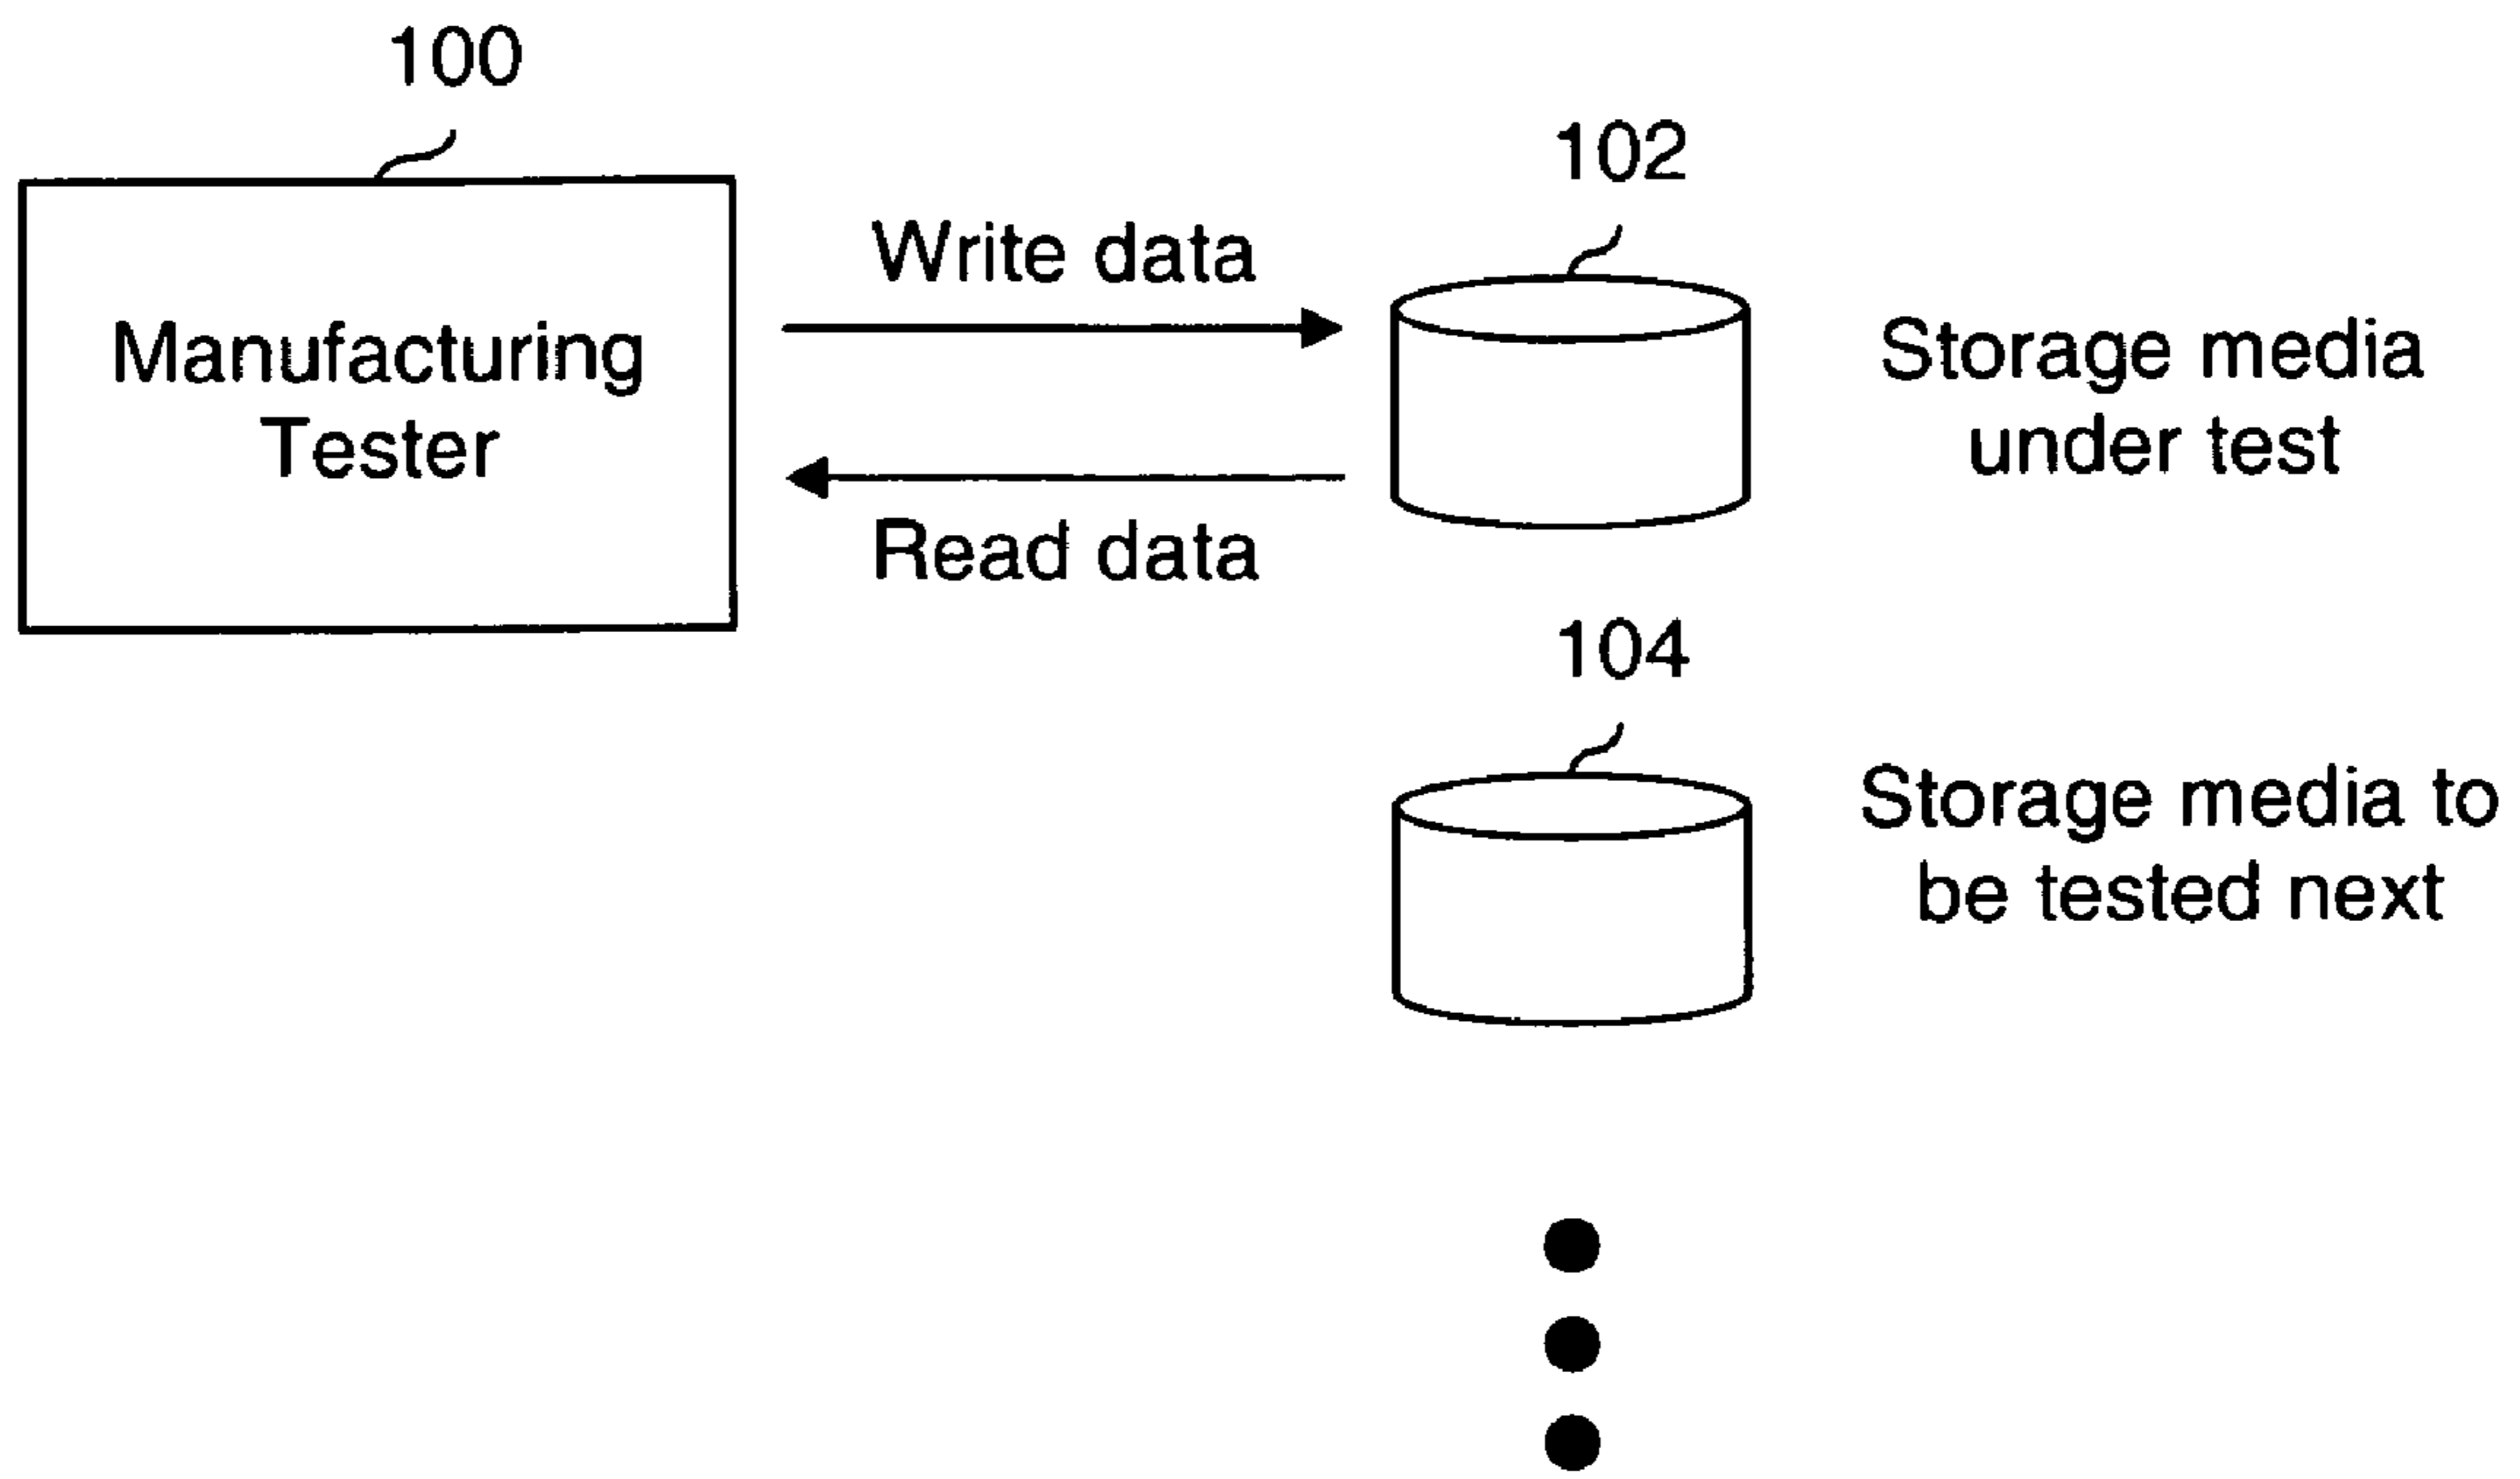 100
102
Write data
Manufacturing
Tester
Storage media
under test
Read data
104
Storage media to
be tested next